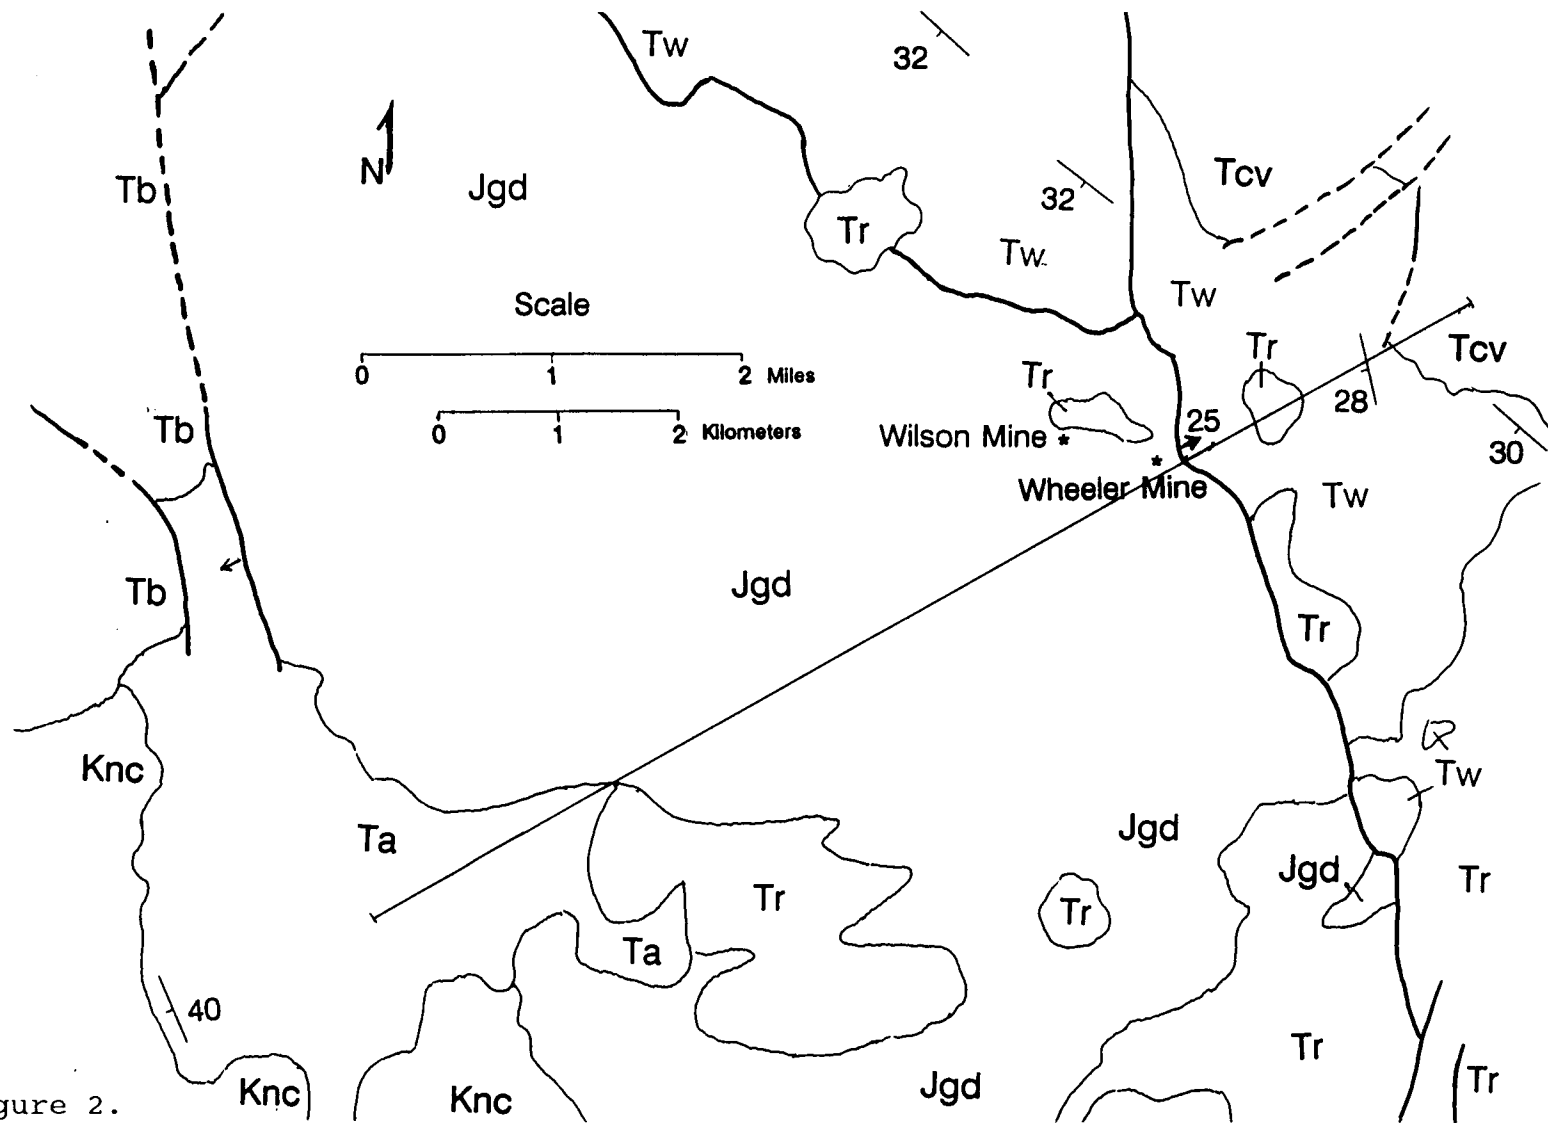 Tw
32
Tb
N
Jgd
Tcv
32
Tr
Tw
Tw
Scale
0 1 2 Miles
0 1 2 Kilometers
Tr
Tr
Tcv
28
Tb
Wilson Mine *
25
30
* Wheeler Mine
Tw
Tb
Jgd
Tr
Q
Knc
Tw
Ta
Jgd
Jgd
Tr
Tr
Tr
Ta
40
Tr
Knc
Knc
Jgd
Tr
gure 2.